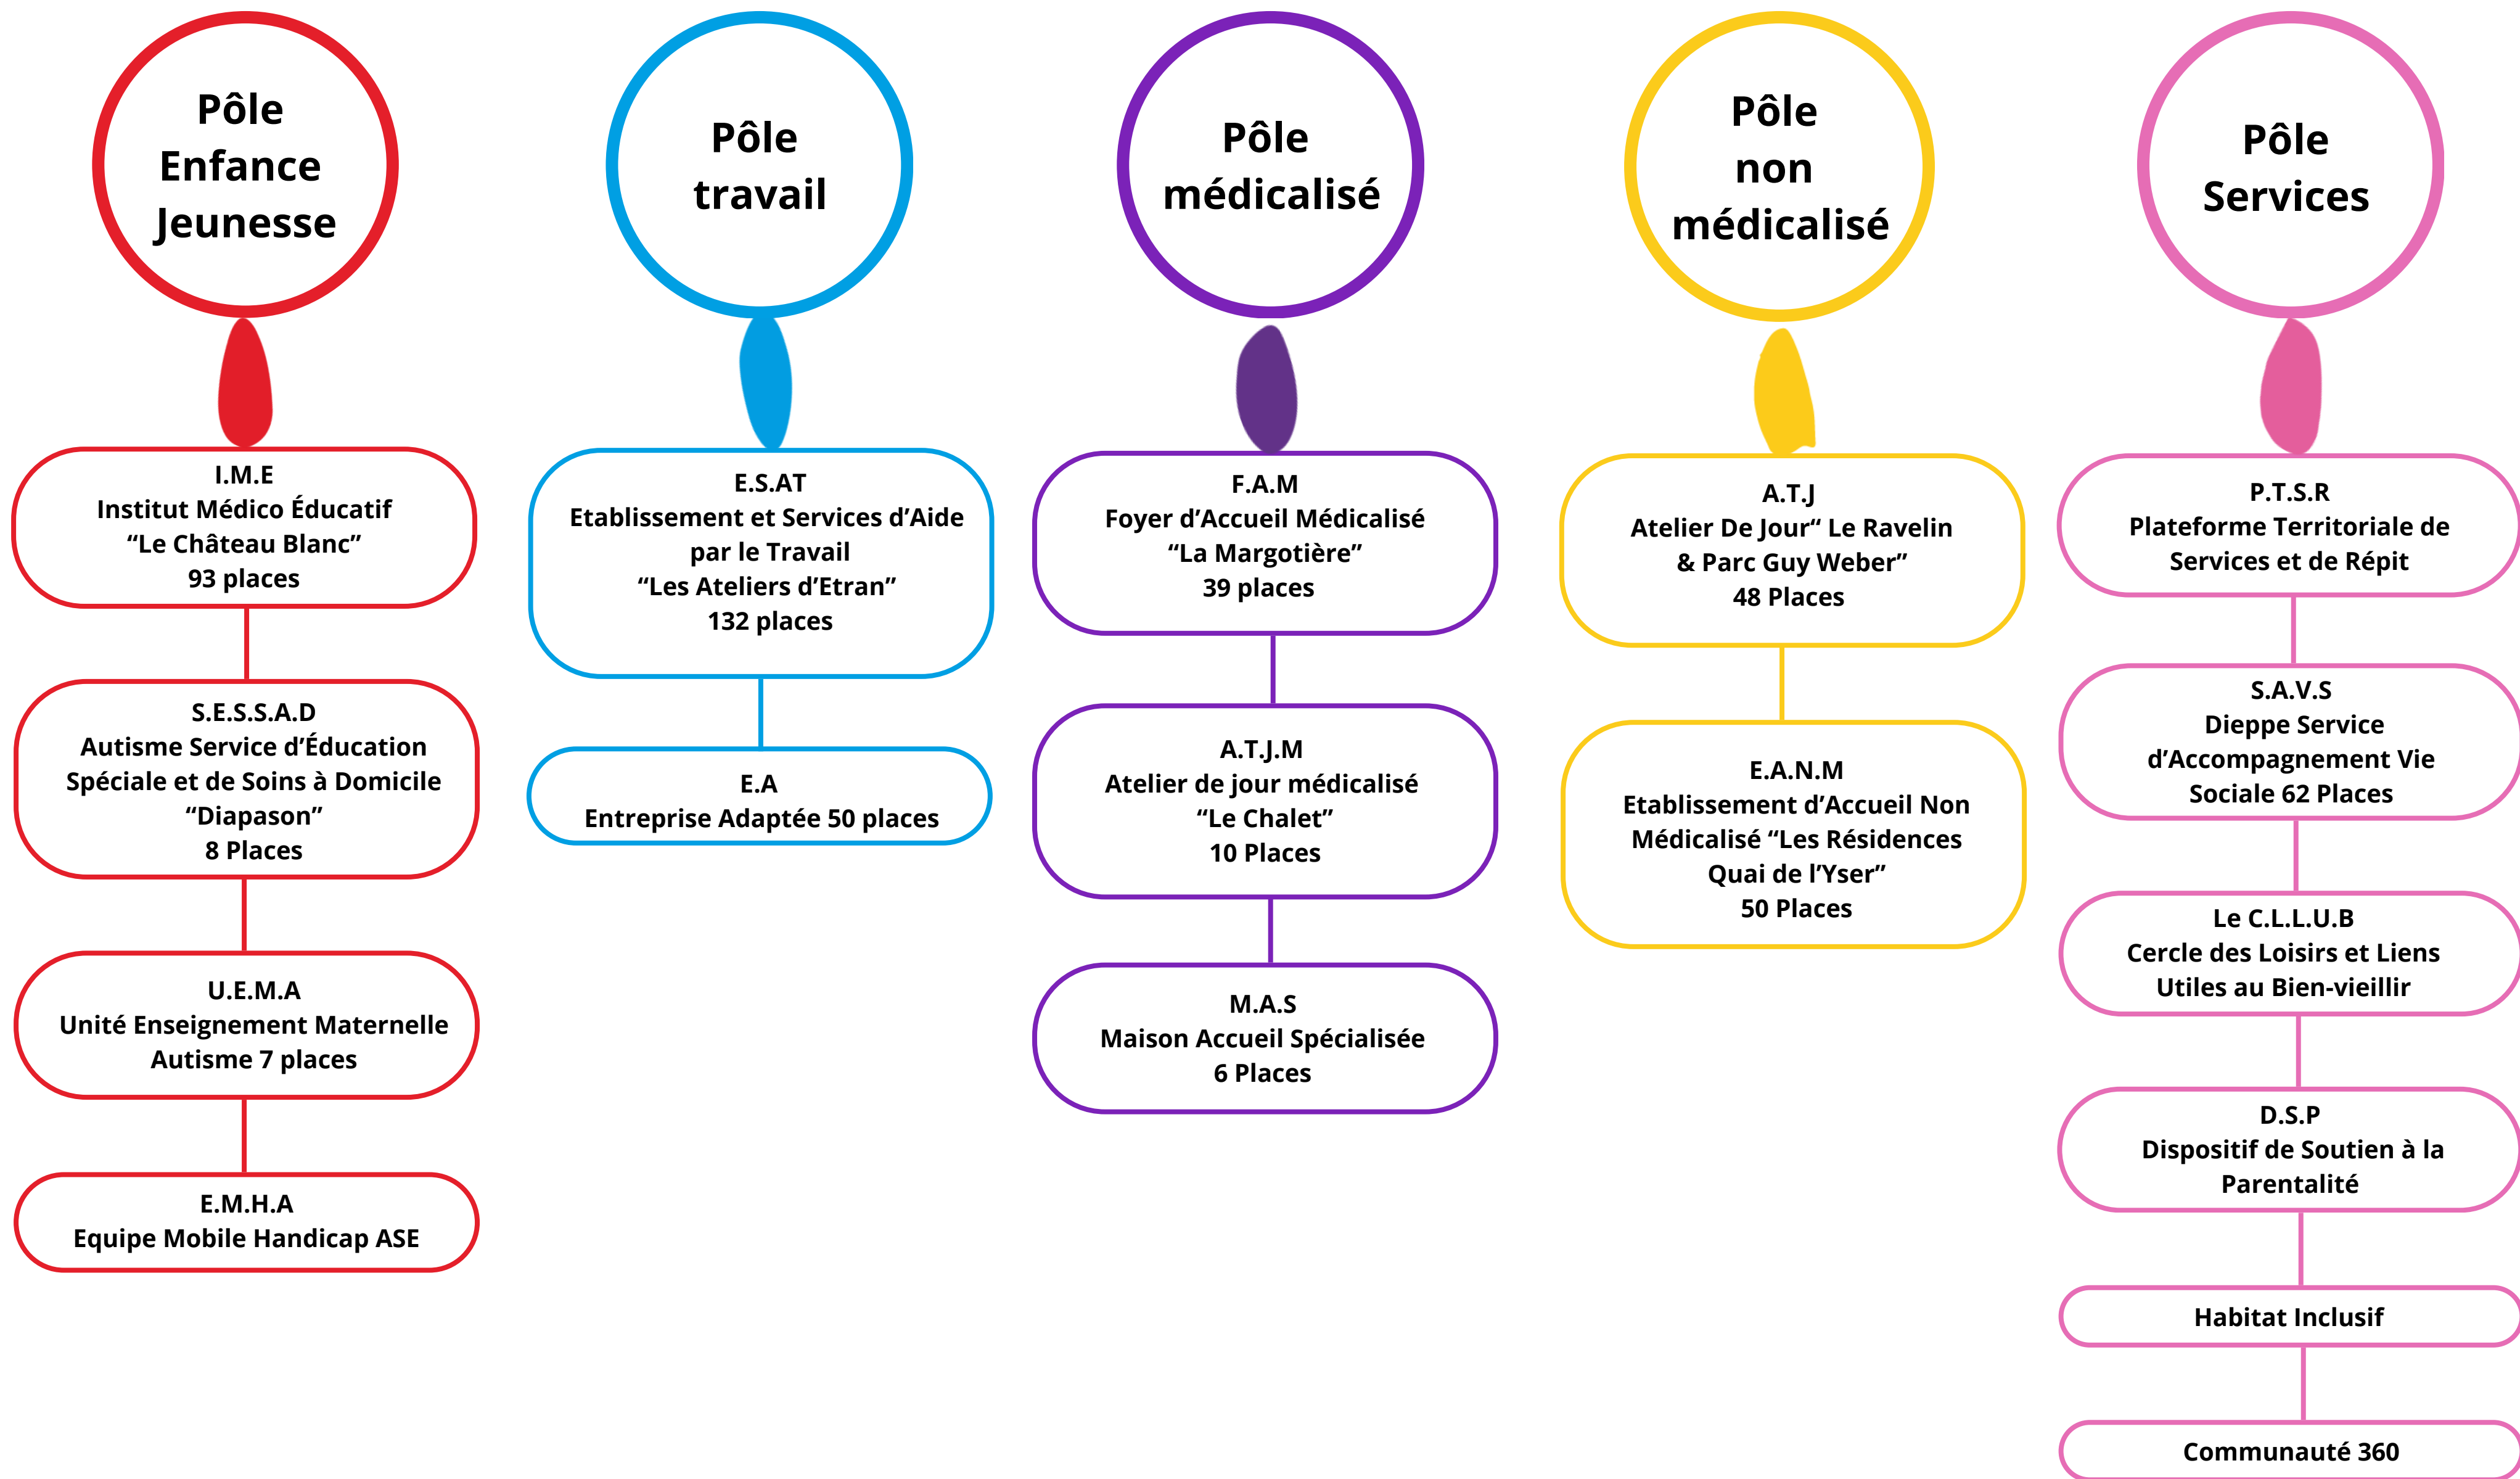 Pôle
Enfance
Jeunesse
I.M.E
Institut Médico Éducatif
“Le Château Blanc”
93 places
S.E.S.S.A.D
Autisme Service d’Éducation
Spéciale et de Soins à Domicile
“Diapason”
8 Places
U.E.M.A
Unité Enseignement Maternelle
Autisme 7 places
E.M.H.A
Equipe Mobile Handicap ASE
Pôle
travail
E.S.AT
Etablissement et Services d’Aide
par le Travail
“Les Ateliers d’Etran”
132 places
E.A
Entreprise Adaptée 50 places
Pôle
médicalisé
F.A.M
Foyer d’Accueil Médicalisé
“La Margotière”
39 places
A.T.J.M
Atelier de jour médicalisé
“Le Chalet”
10 Places
M.A.S
Maison Accueil Spécialisée
6 Places
Pôle
non
médicalisé
A.T.J
Atelier De Jour“ Le Ravelin
& Parc Guy Weber”
48 Places
E.A.N.M
Etablissement d’Accueil Non
Médicalisé “Les Résidences
Quai de l’Yser”
50 Places
Pôle
Services
P.T.S.R
Plateforme Territoriale de
Services et de Répit
S.A.V.S
Dieppe Service
d’Accompagnement Vie
Sociale 62 Places
Le C.L.L.U.B
Cercle des Loisirs et Liens
Utiles au Bien-vieillir
D.S.P
Dispositif de Soutien à la
Parentalité
Habitat Inclusif
Communauté 360